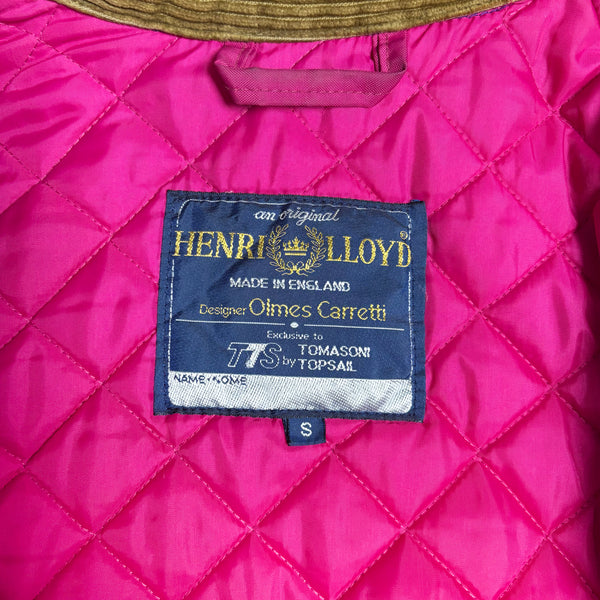 an original
HENRI LLOYD®
MADE IN ENGLAND
Designer Olmes Carretti
Exclusive to
TTS by TOMASONI
TOPSAIL
NAME·NOME
S